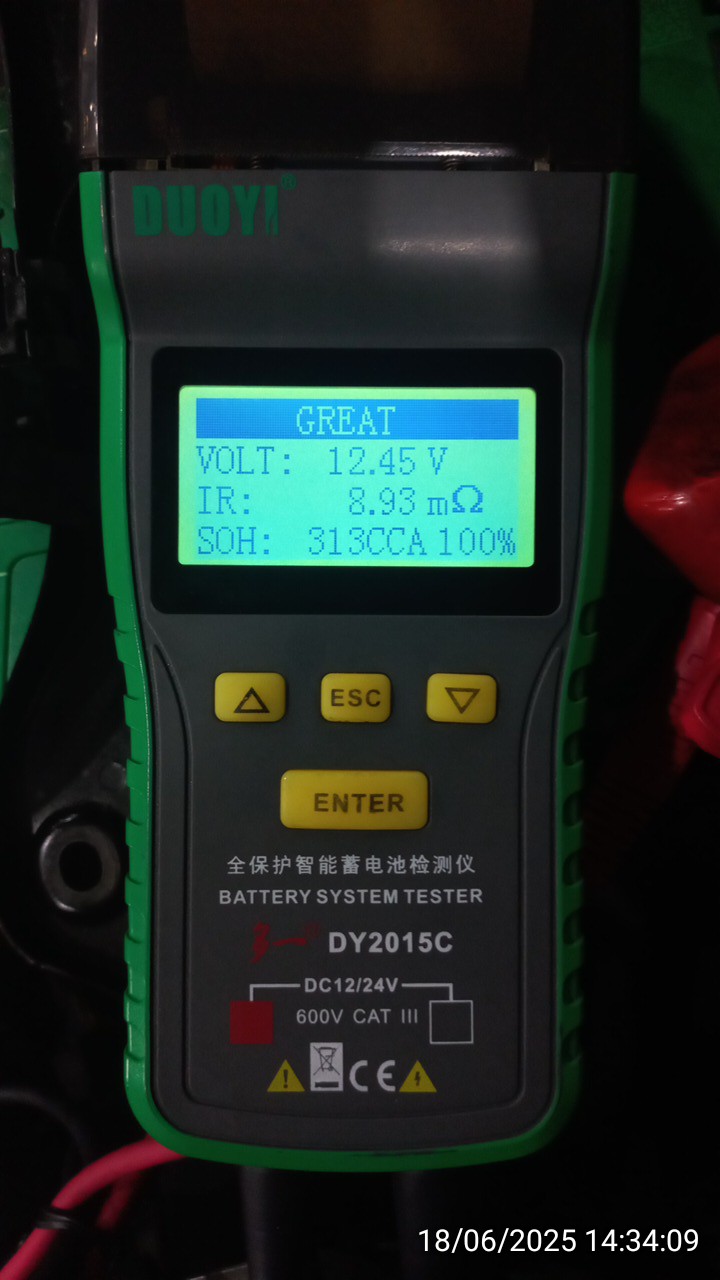 DUOYI
GREAT
VOLT: 12.45 V
IR: 8.93 mΩ
SOH: 313CCA 100%
ESC
ENTER
全保护智能蓄电池检测仪
BATTERY SYSTEM TESTER
DY2015C
DC12/24V
600V CAT III
CE
18/06/2025 14:34:09